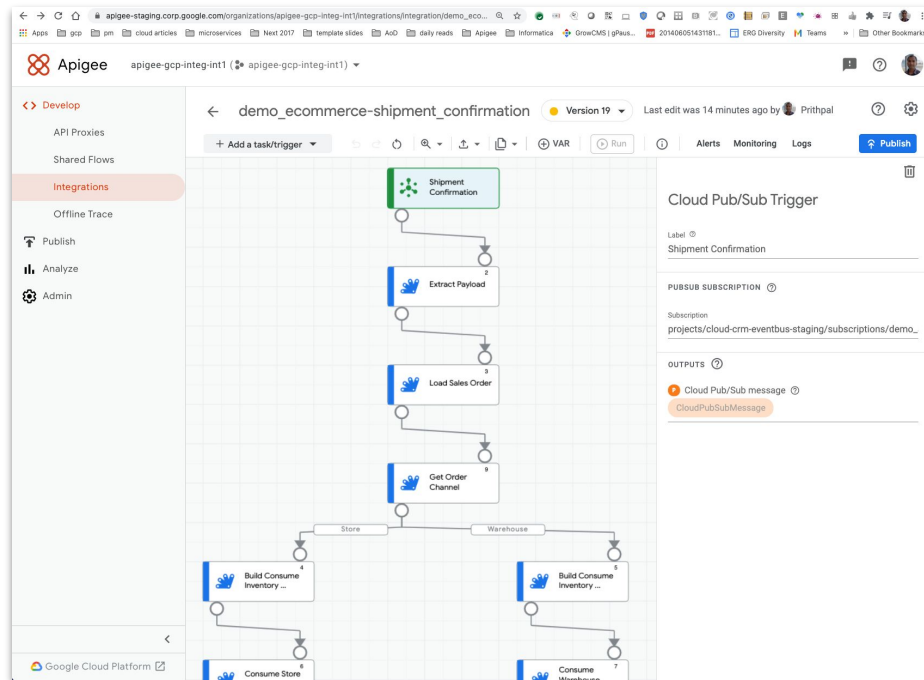 apigee-staging.corp.google.com/organizations/apigee-gcp-integ-int1/integrations/integration/demo_eco...
Apps gcp pm cloud articles microservices Next 2017 template slides AoD daily reads Apigee Informatica GrowCMS | gPaus... 201406051431181... ERG Diversity Teams » Other Bookmarks
Apigee apigee-gcp-integ-int1 ( apigee-gcp-integ-int1)
Develop
API Proxies
Shared Flows
Integrations
Offline Trace
Publish
Analyze
Admin
Google Cloud Platform
demo_ecommerce-shipment_confirmation Version 19 Last edit was 14 minutes ago by Prithpal
+ Add a task/trigger VAR Run Alerts Monitoring Logs Publish
Shipment
Confirmation
2
Extract Payload
3
Load Sales Order
9
Get Order
Channel
Store Warehouse
4
Build Consume
Inventory ...
5
Build Consume
Inventory ...
6
Consume Store
7
Consume
Warehouse
Cloud Pub/Sub Trigger
Label
Shipment Confirmation
PUBSUB SUBSCRIPTION
Subscription
projects/cloud-crm-eventbus-staging/subscriptions/demo_
OUTPUTS
Cloud Pub/Sub message
CloudPubSubMessage